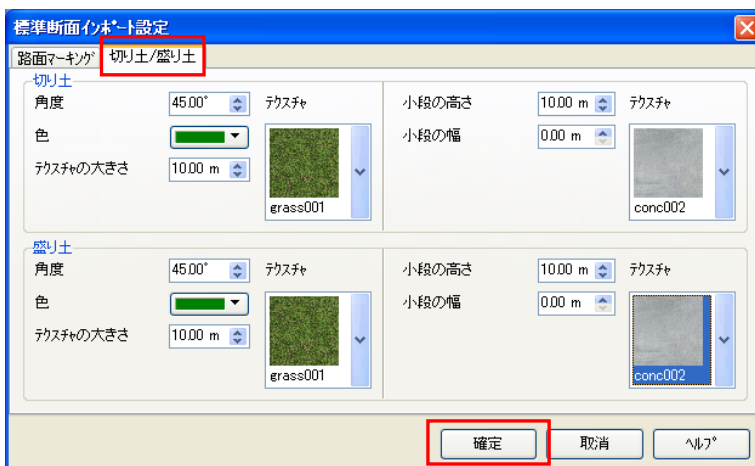 標準断面インポート設定
路面マーキング 切り土/盛り土
切り土
角度 45.00° テクスチャ 小段の高さ 10.00 m テクスチャ
色 小段の幅 0.00 m
テクスチャの大きさ 10.00 m
grass001 conc002
盛り土
角度 45.00° テクスチャ 小段の高さ 10.00 m テクスチャ
色 小段の幅 0.00 m
テクスチャの大きさ 10.00 m
grass001 conc002
確定 取消 ヘルプ